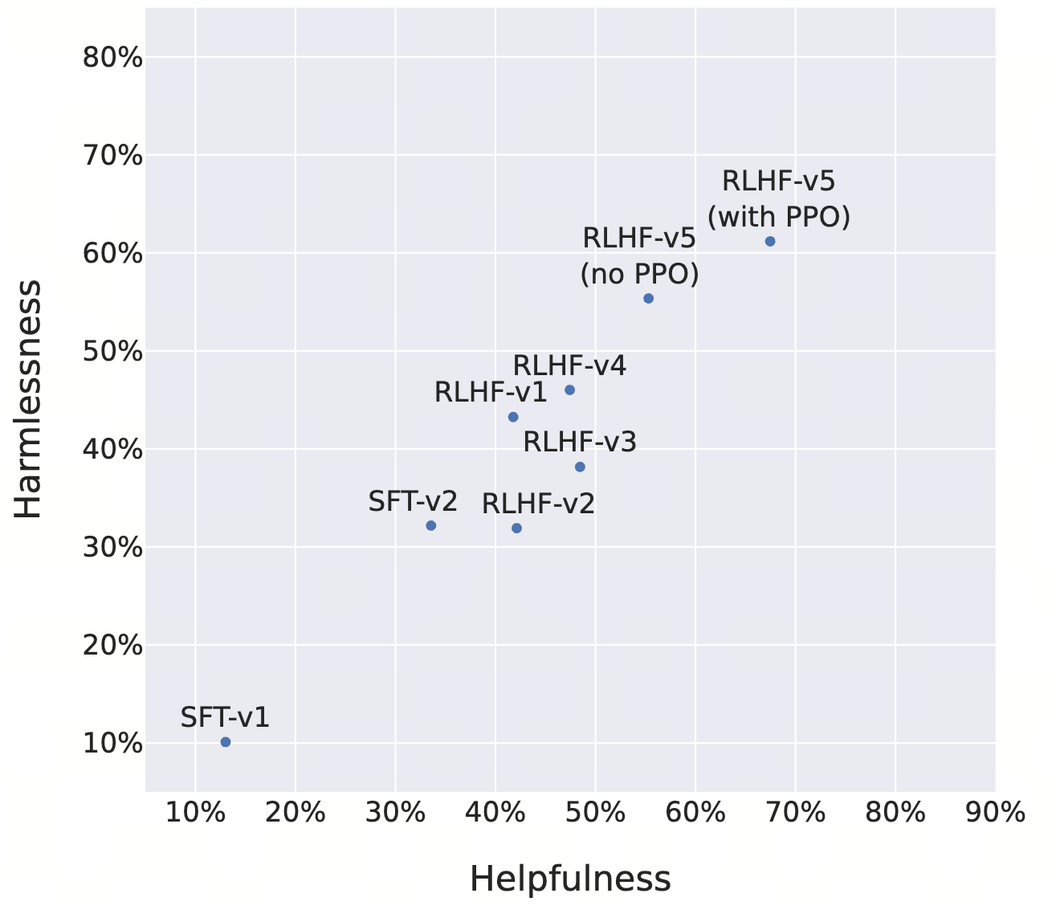 80%
70%
60%
50%
40%
30%
20%
10%
Harmlessness
RLHF-v5
(with PPO)
RLHF-v5
(no PPO)
RLHF-v4
RLHF-v1
RLHF-v3
SFT-v2
RLHF-v2
SFT-v1
10% 20% 30% 40% 50% 60% 70% 80% 90%
Helpfulness